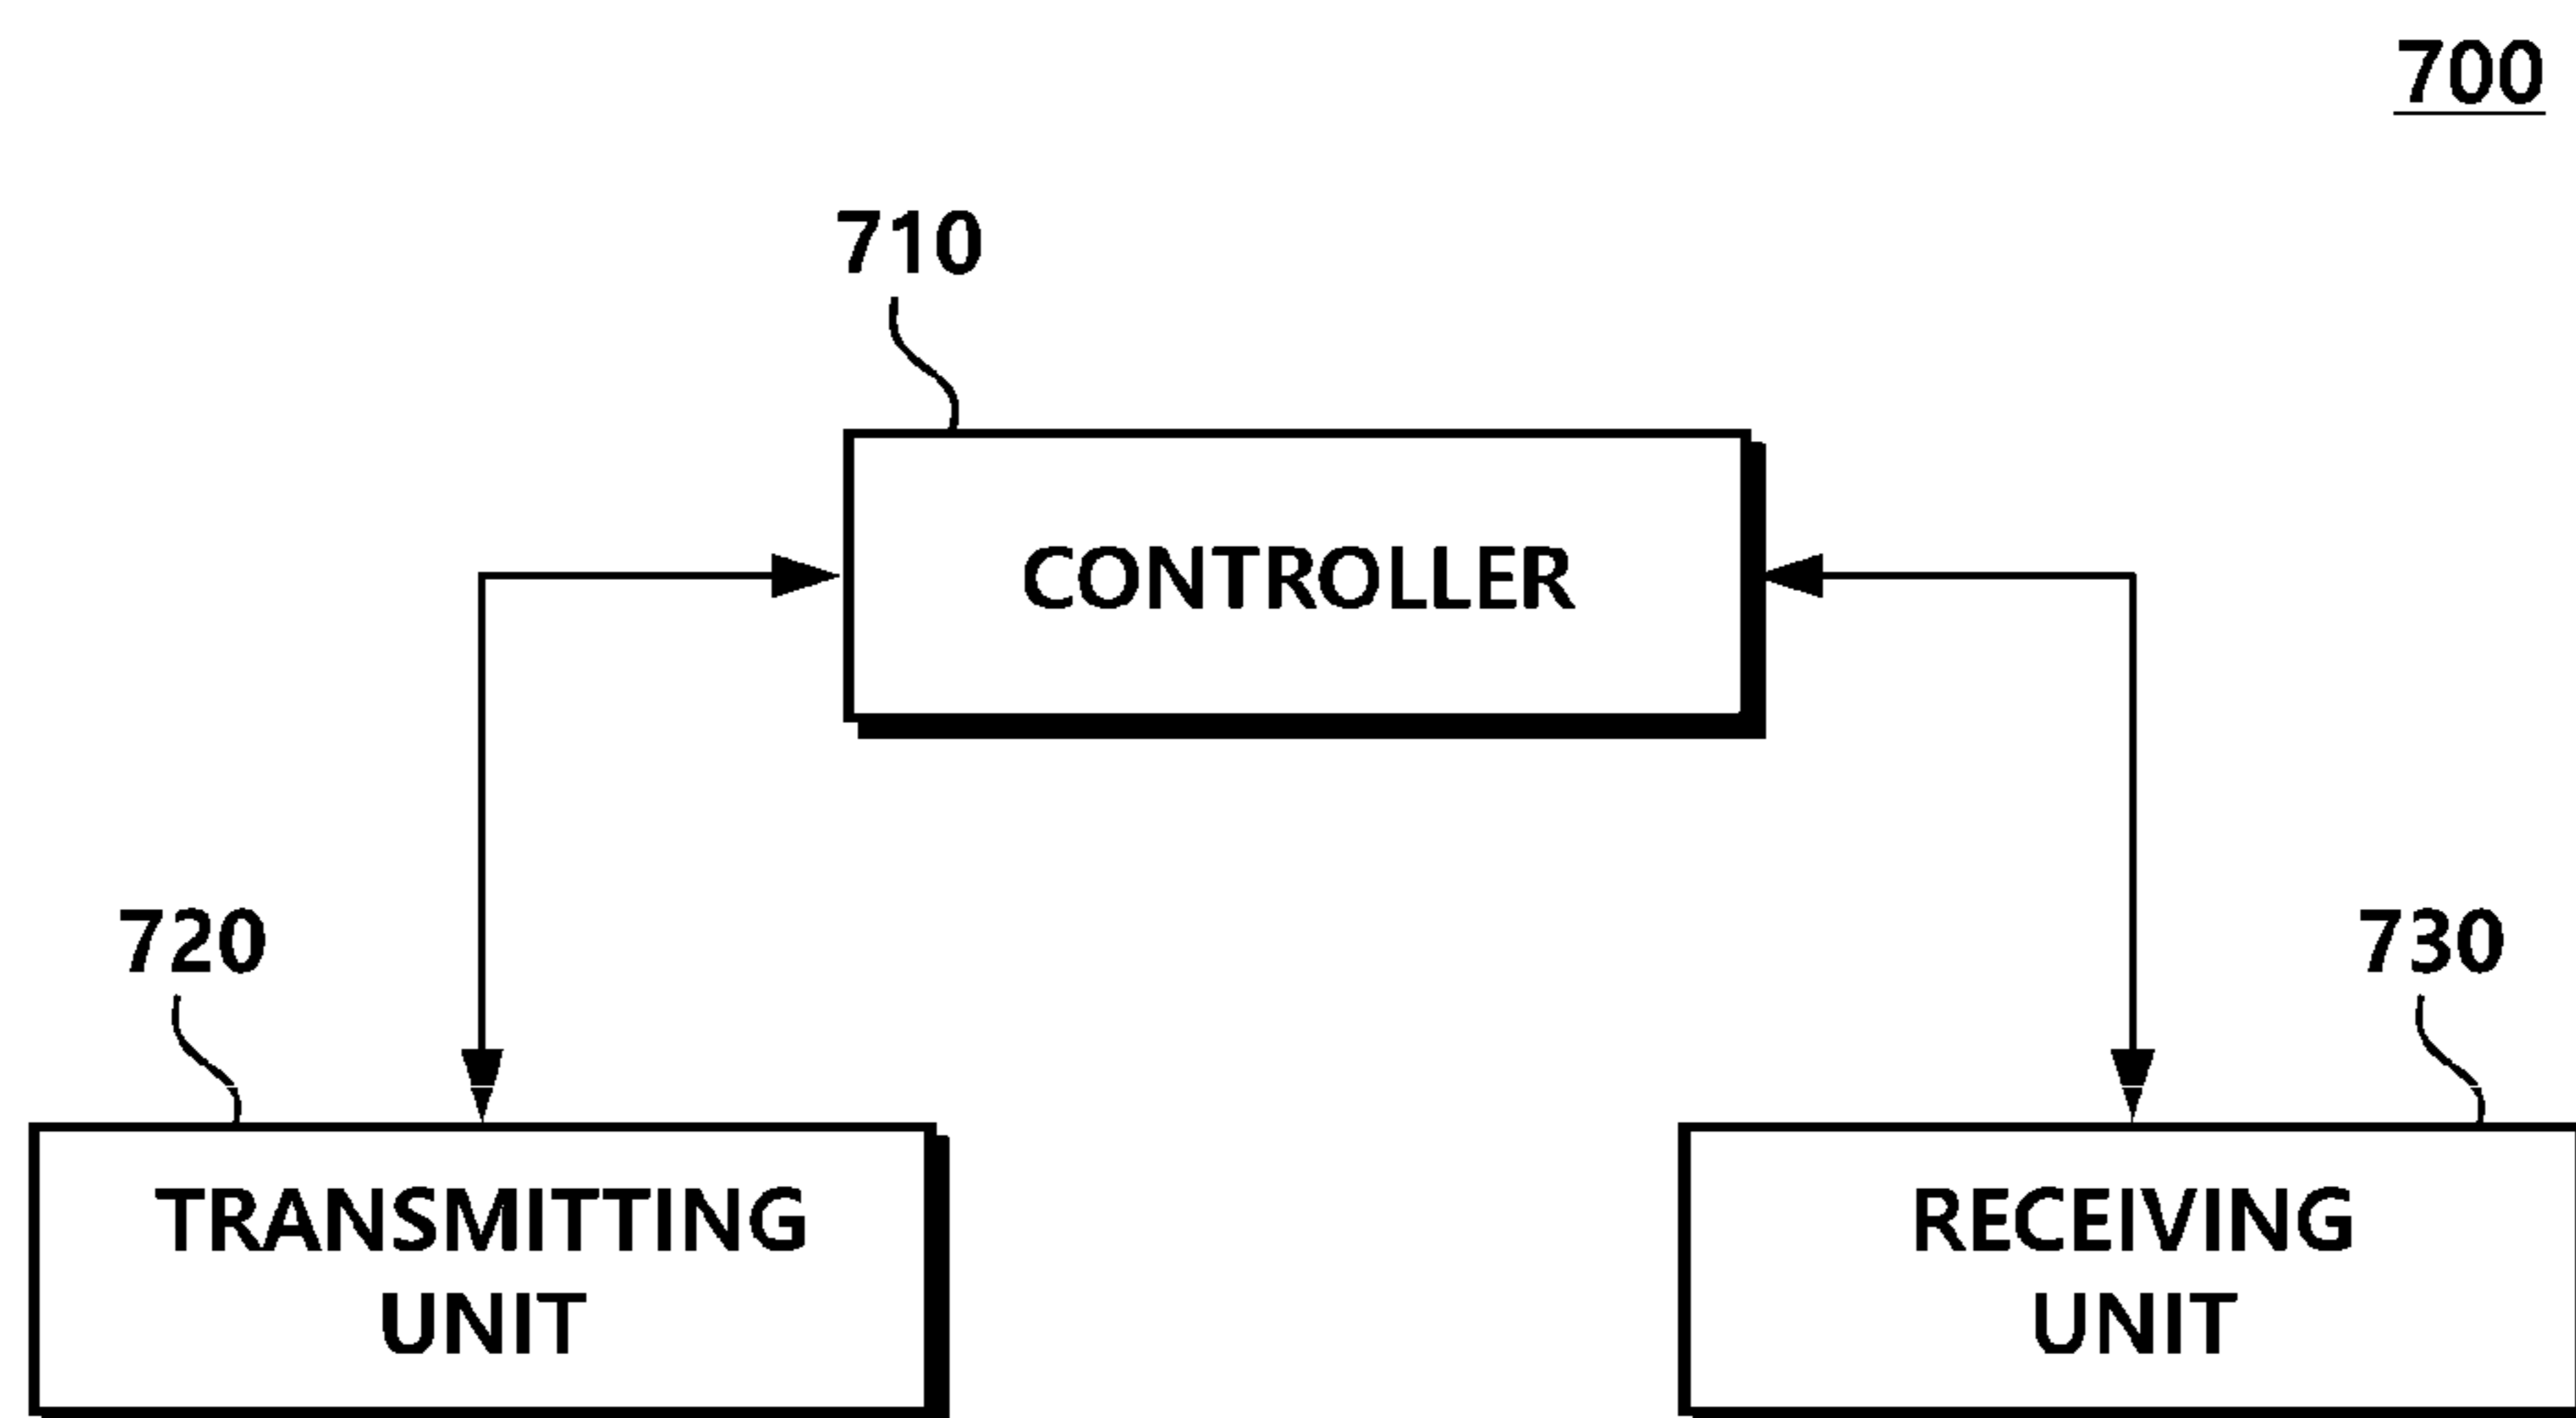 700
710
CONTROLLER
720
730
TRANSMITTING
UNIT
RECEIVING
UNIT